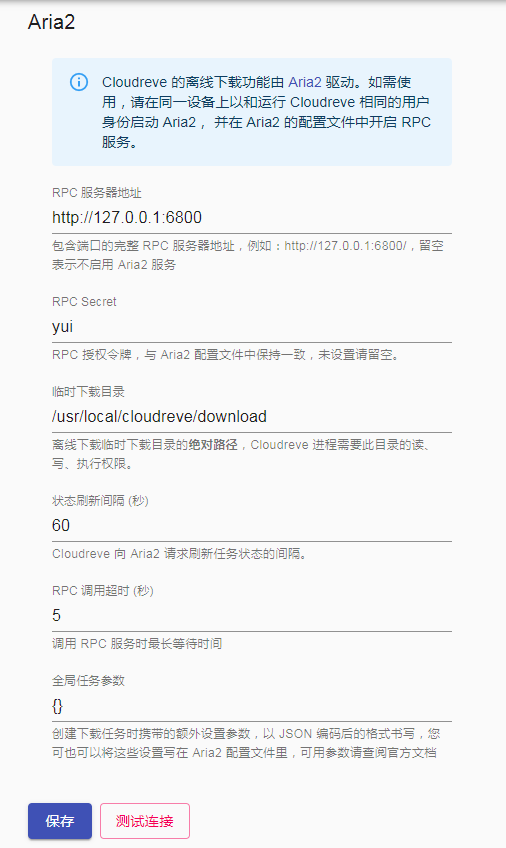 Aria2
Cloudreve 的离线下载功能由 Aria2 驱动。如需使
用，请在同一设备上以和运行 Cloudreve 相同的用户
身份启动 Aria2， 并在 Aria2 的配置文件中开启 RPC
服务。
RPC 服务器地址
http://127.0.0.1:6800
包含端口的完整 RPC 服务器地址，例如：http://127.0.0.1:6800/，留空
表示不启用 Aria2 服务
RPC Secret
yui
RPC 授权令牌，与 Aria2 配置文件中保持一致，未设置请留空。
临时下载目录
/usr/local/cloudreve/download
离线下载临时下载目录的绝对路径，Cloudreve 进程需要此目录的读、
写、执行权限。
状态刷新间隔 (秒)
60
Cloudreve 向 Aria2 请求刷新任务状态的间隔。
RPC 调用超时 (秒)
5
调用 RPC 服务时最长等待时间
全局任务参数
{}
创建下载任务时携带的额外设置参数，以 JSON 编码后的格式书写，您
可也可以将这些设置写在 Aria2 配置文件里，可用参数请查阅官方文档
保存 测试连接